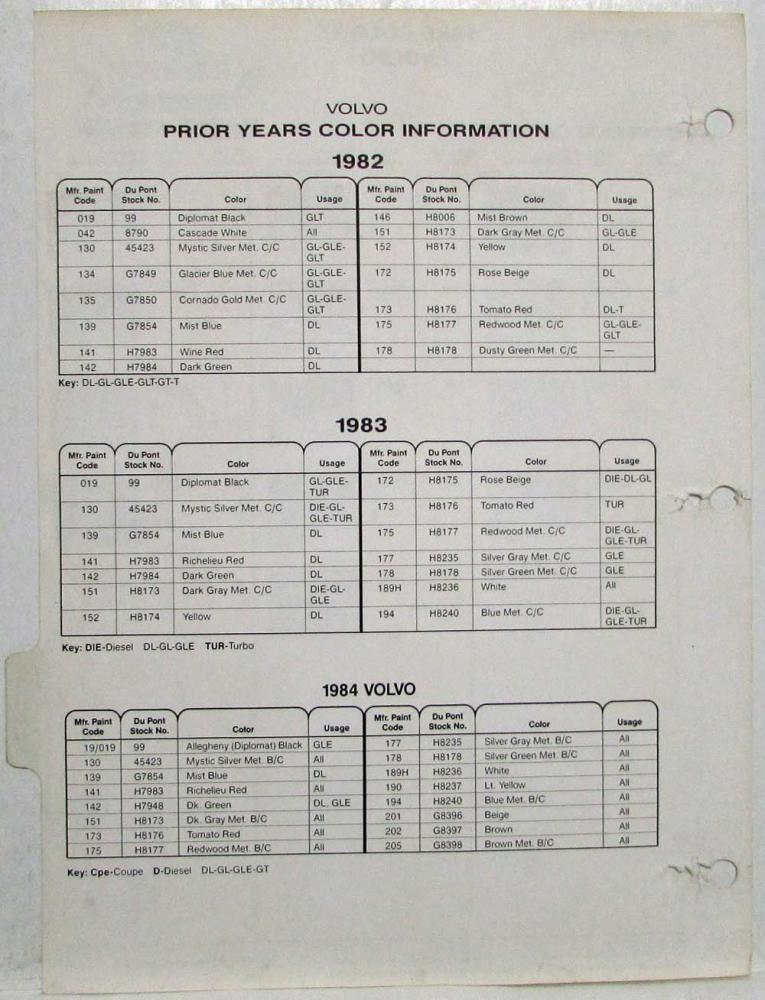 VOLVO
PRIOR YEARS COLOR INFORMATION
1982
Mfr. Paint Code Du Pont Stock No. Color Usage Mfr. Paint Code Du Pont Stock No. Color Usage
019 99 Diplomat Black GLT 146 H8006 Mist Brown DL
042 8790 Cascade White All 151 H8173 Dark Gray Met. C/C GL-GLE
130 45423 Mystic Silver Met. C/C GL-GLE-GLT 152 H8174 Yellow DL
134 G7849 Glacier Blue Met. C/C GL-GLE-GLT 172 H8175 Rose Beige DL
135 G7850 Cornado Gold Met. C/C GL-GLE-GLT 173 H8176 Tomato Red DL-T
139 G7854 Mist Blue DL 175 H8177 Redwood Met. C/C GL-GLE-GLT
141 H7983 Wine Red DL 178 H8178 Dusty Green Met. C/C —
142 H7984 Dark Green DL
Key: DL-GL-GLE-GLT-GT-T
1983
Mfr. Paint Code Du Pont Stock No. Color Usage Mfr. Paint Code Du Pont Stock No. Color Usage
019 99 Diplomat Black GL-GLE-TUR 172 H8175 Rose Beige DIE-DL-GL
130 45423 Mystic Silver Met. C/C DIE-GL-GLE-TUR 173 H8176 Tomato Red TUR
139 G7854 Mist Blue DL 175 H8177 Redwood Met. C/C DIE-GL-GLE-TUR
141 H7983 Richelieu Red DL 177 H8235 Silver Gray Met. C/C GLE
142 H7984 Dark Green DL 178 H8178 Silver Green Met. C/C GLE
151 H8173 Dark Gray Met. C/C DIE-GL-GLE 189H H8236 White All
152 H8174 Yellow DL 194 H8240 Blue Met. C/C DIE-GL-GLE-TUR
Key: DIE-Diesel DL-GL-GLE TUR-Turbo
1984 VOLVO
Mfr. Paint Code Du Pont Stock No. Color Usage Mfr. Paint Code Du Pont Stock No. Color Usage
19/019 99 Allegheny (Diplomat) Black GLE 177 H8235 Silver Gray Met. B/C All
130 45423 Mystic Silver Met. B/C All 178 H8178 Silver Green Met. B/C All
139 G7854 Mist Blue DL 189H H8236 White All
141 H7983 Richelieu Red All 190 H8237 Lt. Yellow All
142 H7948 Dk. Green DL, GLE 194 H8240 Blue Met. B/C All
151 H8173 Dk. Gray Met. B/C All 201 G8396 Beige All
173 H8176 Tomato Red All 202 G8397 Brown All
175 H8177 Redwood Met. B/C All 205 G8398 Brown Met. B/C All
Key: Cpe-Coupe D-Diesel DL-GL-GLE-GT